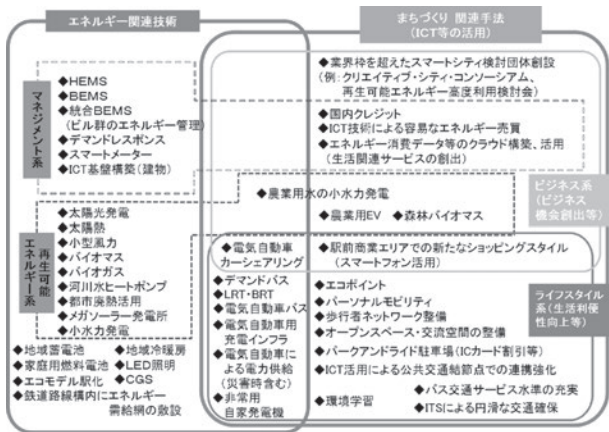 エネルギー関連技術
まちづくり 関連手法
(ICT等の活用)
マネジメント系
◆HEMS
◆BEMS
◆統合BEMS
(ビル群のエネルギー管理)
◆デマンドレスポンス
◆スマートメーター
◆ICT基盤構築(建物)
◆業界枠を超えたスマートシティ検討団体創設
(例:クリエイティブ・シティ・コンソーシアム、
再生可能エネルギー高度利用検討会)
◆国内クレジット
◆ICT技術による容易なエネルギー売買
◆エネルギー消費データ等のクラウド構築、活用
(生活関連サービスの創出)
ビジネス系
(ビジネス
機会創出等)
◆農業用水の小水力発電
◆農業用EV ◆森林バイオマス
再生可能
エネルギー系
◆太陽光発電
◆太陽熱
◆小型風力
◆バイオマス
◆バイオガス
◆河川水ヒートポンプ
◆都市廃熱活用
◆メガソーラー発電所
◆小水力発電
◆地域蓄電池
◆家庭用燃料電池
◆エコモデル駅化
◆鉄道路線構内にエネルギー
需給網の敷設
◆地域冷暖房
◆LED照明
◆CGS
◆電気自動車
カーシェアリング
◆駅前商業エリアでの新たなショッピングスタイル
(スマートフォン活用)
◆デマンドバス
◆LRT・BRT
◆電気自動車バス
◆電気自動車用
充電インフラ
◆電気自動車に
よる電力供給
(災害時含む)
◆非常用
自家発電機
◆エコポイント
◆パーソナルモビリティ
◆歩行者ネットワーク整備
◆オープンスペース・交流空間の整備
◆パークアンドライド駐車場(ICカード割引等)
◆ICT活用による公共交通結節点での連携強化
◆環境学習
◆バス交通サービス水準の充実
◆ITSによる円滑な交通確保
ライフスタイル
系(生活利便
性向上等)